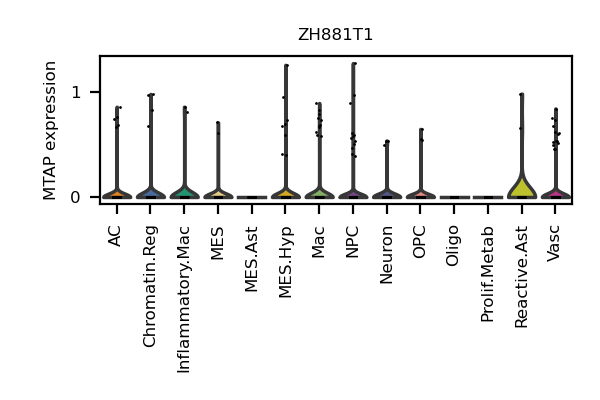 ZH881T1
MTAP expression
1
0
AC
Chromatin.Reg
Inflammatory.Mac
MES
MES.Ast
MES.Hyp
Mac
NPC
Neuron
OPC
Oligo
Prolif.Metab
Reactive.Ast
Vasc